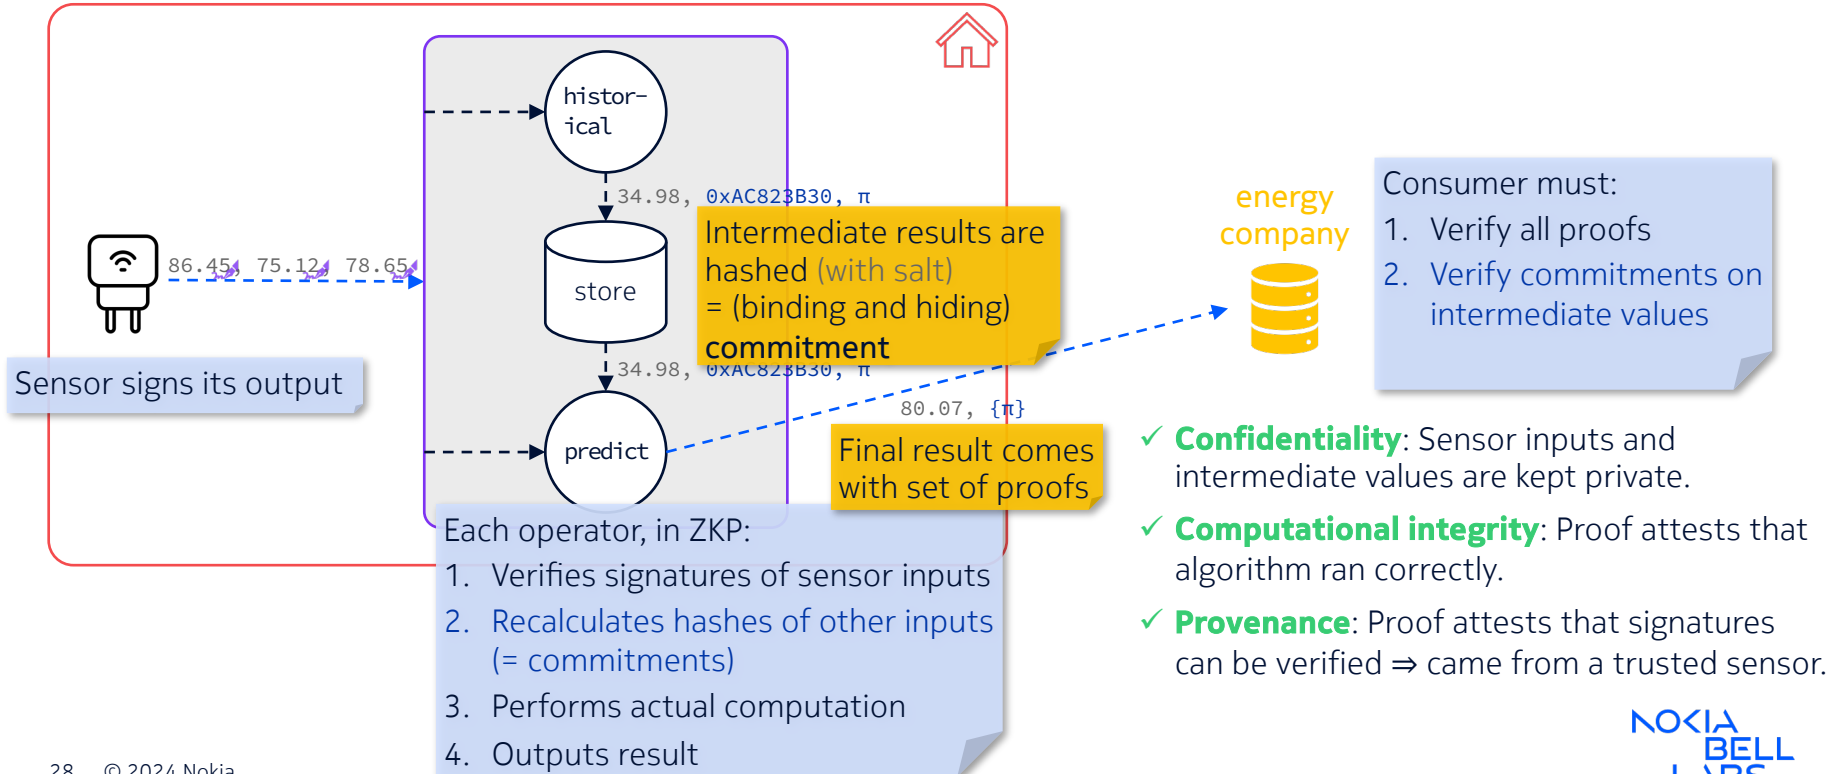 histor-
ical
34.98, 0xAC823B30, π
86.45, 75.12, 78.65,
store
Intermediate results are
hashed (with salt)
= (binding and hiding)
commitment
34.98, 0xAC823B30, π
Sensor signs its output
predict
energy
company
Consumer must:
1. Verify all proofs
2. Verify commitments on
intermediate values
80.07, {π}
Final result comes
with set of proofs
Each operator, in ZKP:
1. Verifies signatures of sensor inputs
2. Recalculates hashes of other inputs
(= commitments)
3. Performs actual computation
4. Outputs result
✓ Confidentiality: Sensor inputs and
intermediate values are kept private.
✓ Computational integrity: Proof attests that
algorithm ran correctly.
✓ Provenance: Proof attests that signatures
can be verified ⇒ came from a trusted sensor.
28 © 2024 Nokia
NOKIA
BELL
LABS